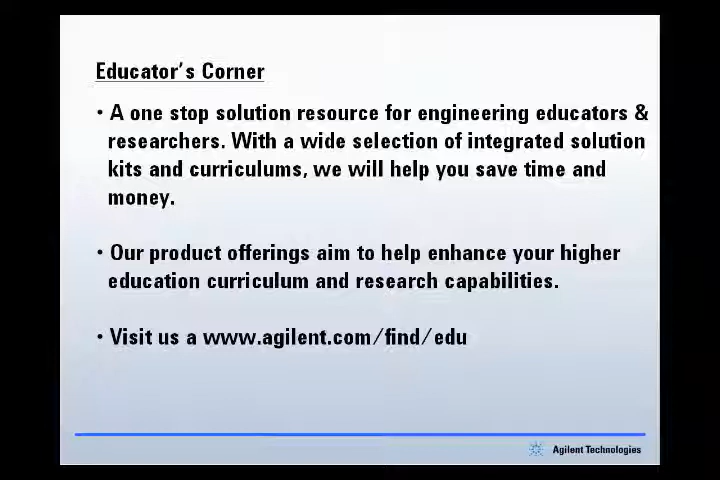 Educator's Corner
• A one stop solution resource for engineering educators &
researchers. With a wide selection of integrated solution
kits and curriculums, we will help you save time and
money.
• Our product offerings aim to help enhance your higher
education curriculum and research capabilities.
• Visit us a www.agilent.com/find/edu
Agilent Technologies